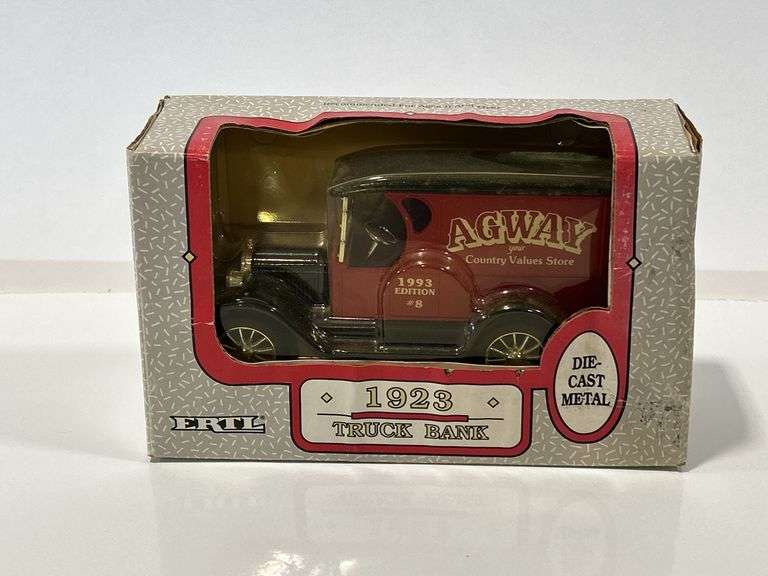 AGWAY
your
Country Values Store
1993
EDITION
#8
DIE-
CAST
METAL
1923
TRUCK BANK
ERTL